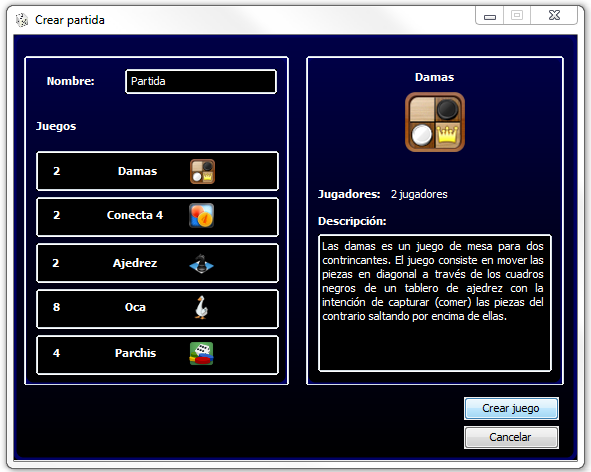 Crear partida
Nombre: Partida
Juegos
2 Damas
2 Conecta 4
2 Ajedrez
8 Oca
4 Parchis
Damas
Jugadores: 2 jugadores
Descripción:
Las damas es un juego de mesa para dos
contrincantes. El juego consiste en mover las
piezas en diagonal a través de los cuadros
negros de un tablero de ajedrez con la
intención de capturar (comer) las piezas del
contrario saltando por encima de ellas.
Crear juego
Cancelar